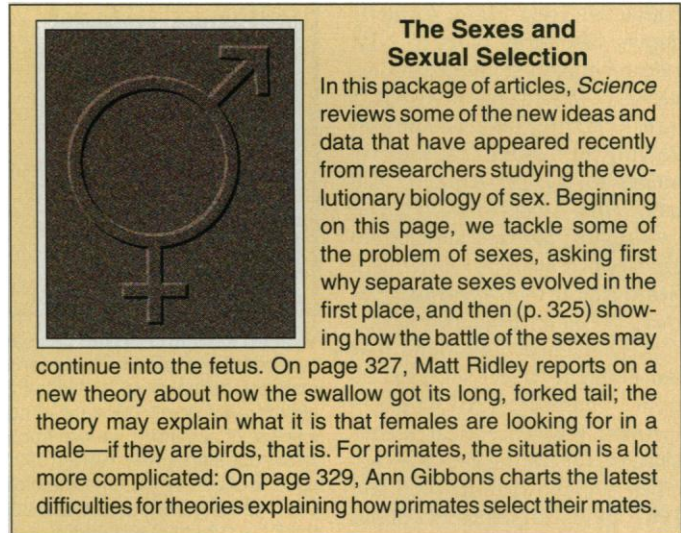 The Sexes and
Sexual Selection
In this package of articles, Science
reviews some of the new ideas and
data that have appeared recently
from researchers studying the evo-
lutionary biology of sex. Beginning
on this page, we tackle some of
the problem of sexes, asking first
why separate sexes evolved in the
first place, and then (p. 325) show-
ing how the battle of the sexes may
continue into the fetus. On page 327, Matt Ridley reports on a
new theory about how the swallow got its long, forked tail; the
theory may explain what it is that females are looking for in a
male—if they are birds, that is. For primates, the situation is a lot
more complicated: On page 329, Ann Gibbons charts the latest
difficulties for theories explaining how primates select their mates.